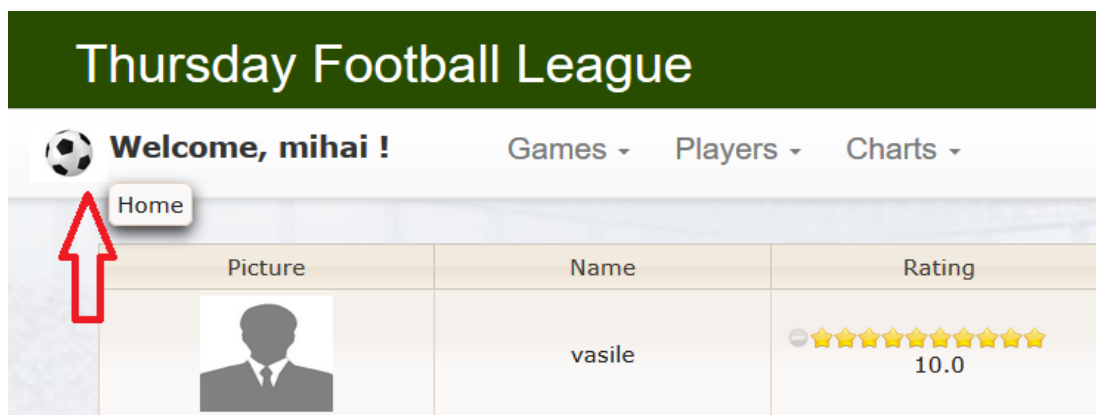 Thursday Football League
Welcome, mihai ! Games Players Charts
Home
Picture Name Rating
vasile
10.0